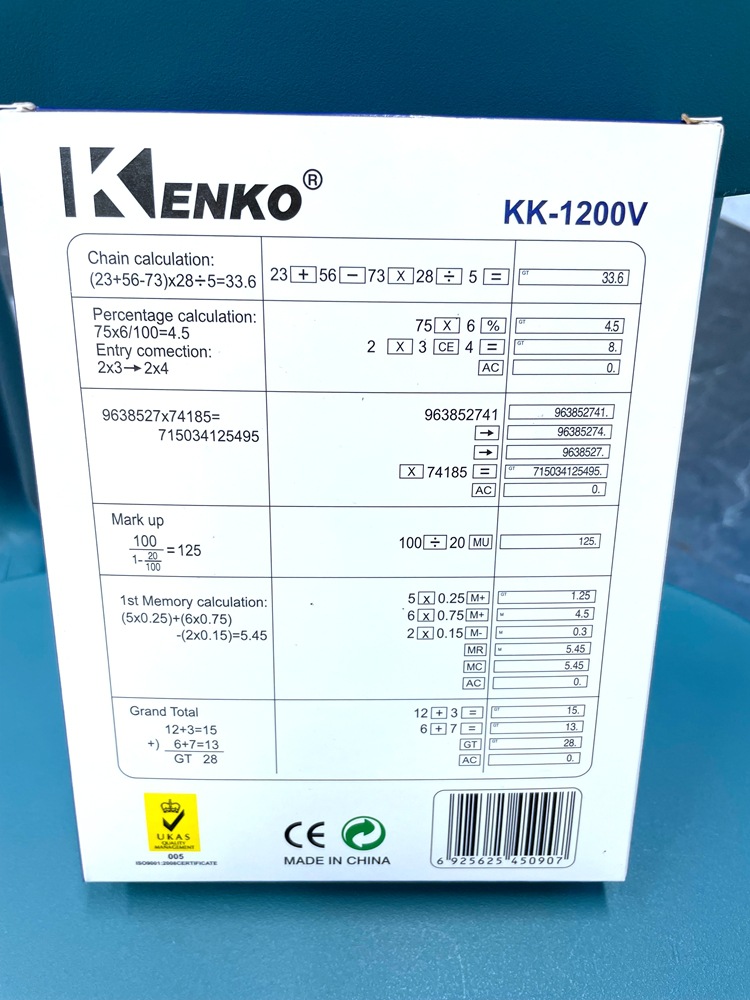 KENKO®
KK-1200V
Chain calculation:
(23+56-73)x28÷5=33.6
23 + 56 − 73 X 28 ÷ 5 =
GT 33.6
Percentage calculation:
75x6/100=4.5
Entry comection:
2x3→2x4
75 X 6 %
GT 4.5
2 X 3 CE 4 =
GT 8.
AC
0.
9638527x74185=
715034125495
963852741
963852741.
→
96385274.
→
9638527.
X 74185 =
GT 715034125495.
AC
0.
Mark up
100
1- 20
100
=125
100 ÷ 20 MU
125.
1st Memory calculation:
(5x0.25)+(6x0.75)
-(2x0.15)=5.45
5 x 0.25 M+
GT 1.25
6 x 0.75 M+
M 4.5
2 x 0.15 M-
M 0.3
MR
M 5.45
MC
5.45
AC
0.
Grand Total
12+3=15
+) 6+7=13
GT 28
12 + 3 =
GT 15.
6 + 7 =
GT 13.
GT
GT 28.
AC
0.
UKAS
QUALITY
MANAGEMENT
005
ISO9001:2008CERTIFICATE
CE
MADE IN CHINA
6 925625 450907